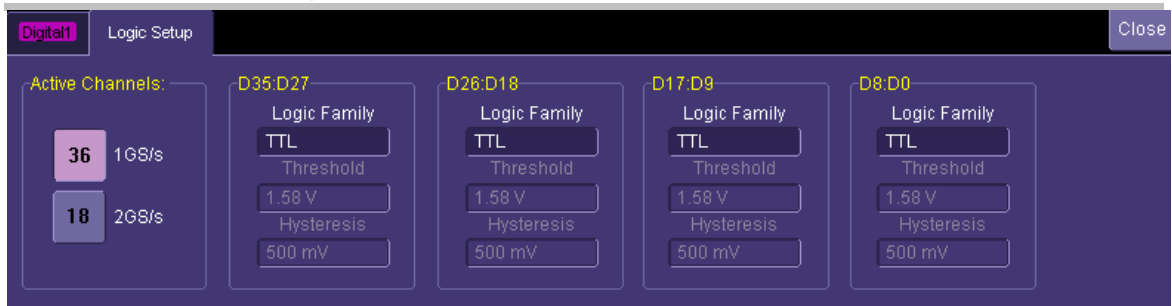 Digital1
Logic Setup
Close
Active Channels:
36
1GS/s
18
2GS/s
D35:D27
Logic Family
TTL
Threshold
1.58 V
Hysteresis
500 mV
D26:D18
Logic Family
TTL
Threshold
1.58 V
Hysteresis
500 mV
D17:D9
Logic Family
TTL
Threshold
1.58 V
Hysteresis
500 mV
D8:D0
Logic Family
TTL
Threshold
1.58 V
Hysteresis
500 mV